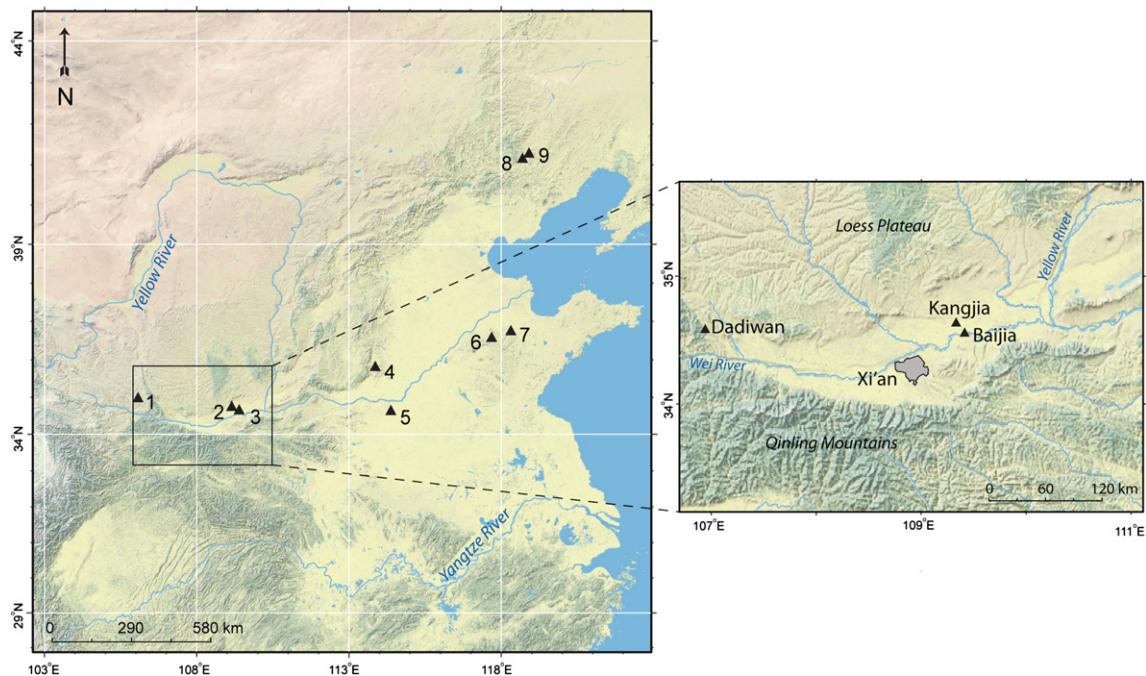 44°N
N
8
9
39°N
Yellow River
6
7
4
1
2
3
5
34°N
Yangtze River
29°N
0 290 580 km
103°E 108°E 113°E 118°E
Loess Plateau
Yellow River
35°N
Kangjia
Dadiwan
Baijia
Wei River
Xi'an
34°N
Qinling Mountains
0 60 120 km
107°E 109°E 111°E